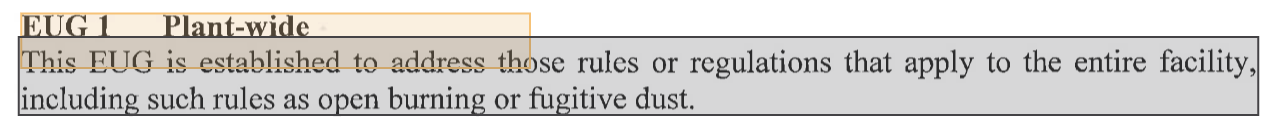 EUG 1 Plant-wide
This EUG is established to address those rules or regulations that apply to the entire facility,
including such rules as open burning or fugitive dust.